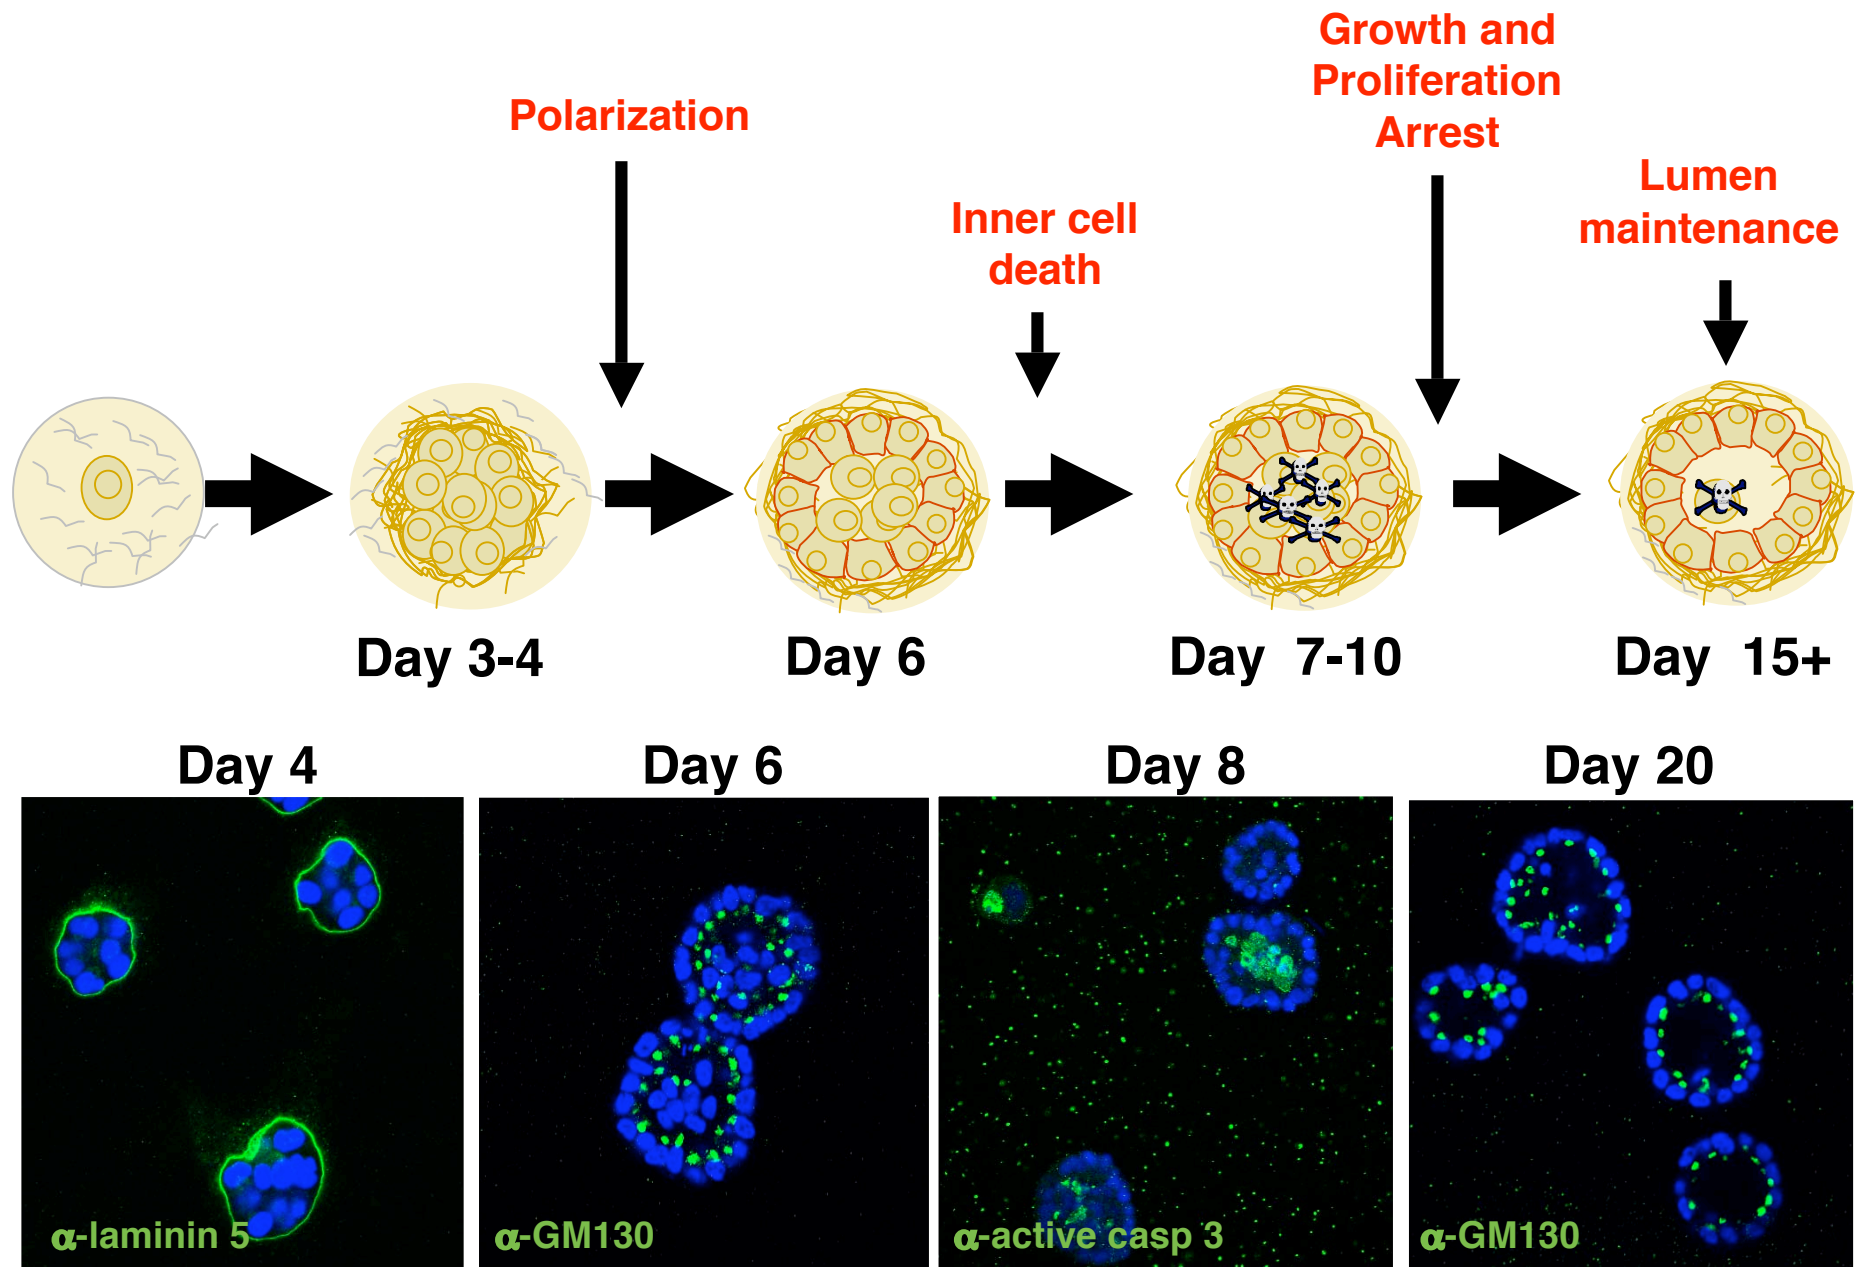 Growth and
Proliferation
Arrest
Polarization
Lumen
maintenance
Inner cell
death
Day 3-4
Day 6
Day 7-10
Day 15+
Day 4
Day 6
Day 8
Day 20
α-laminin 5
α-GM130
α-active casp 3
α-GM130